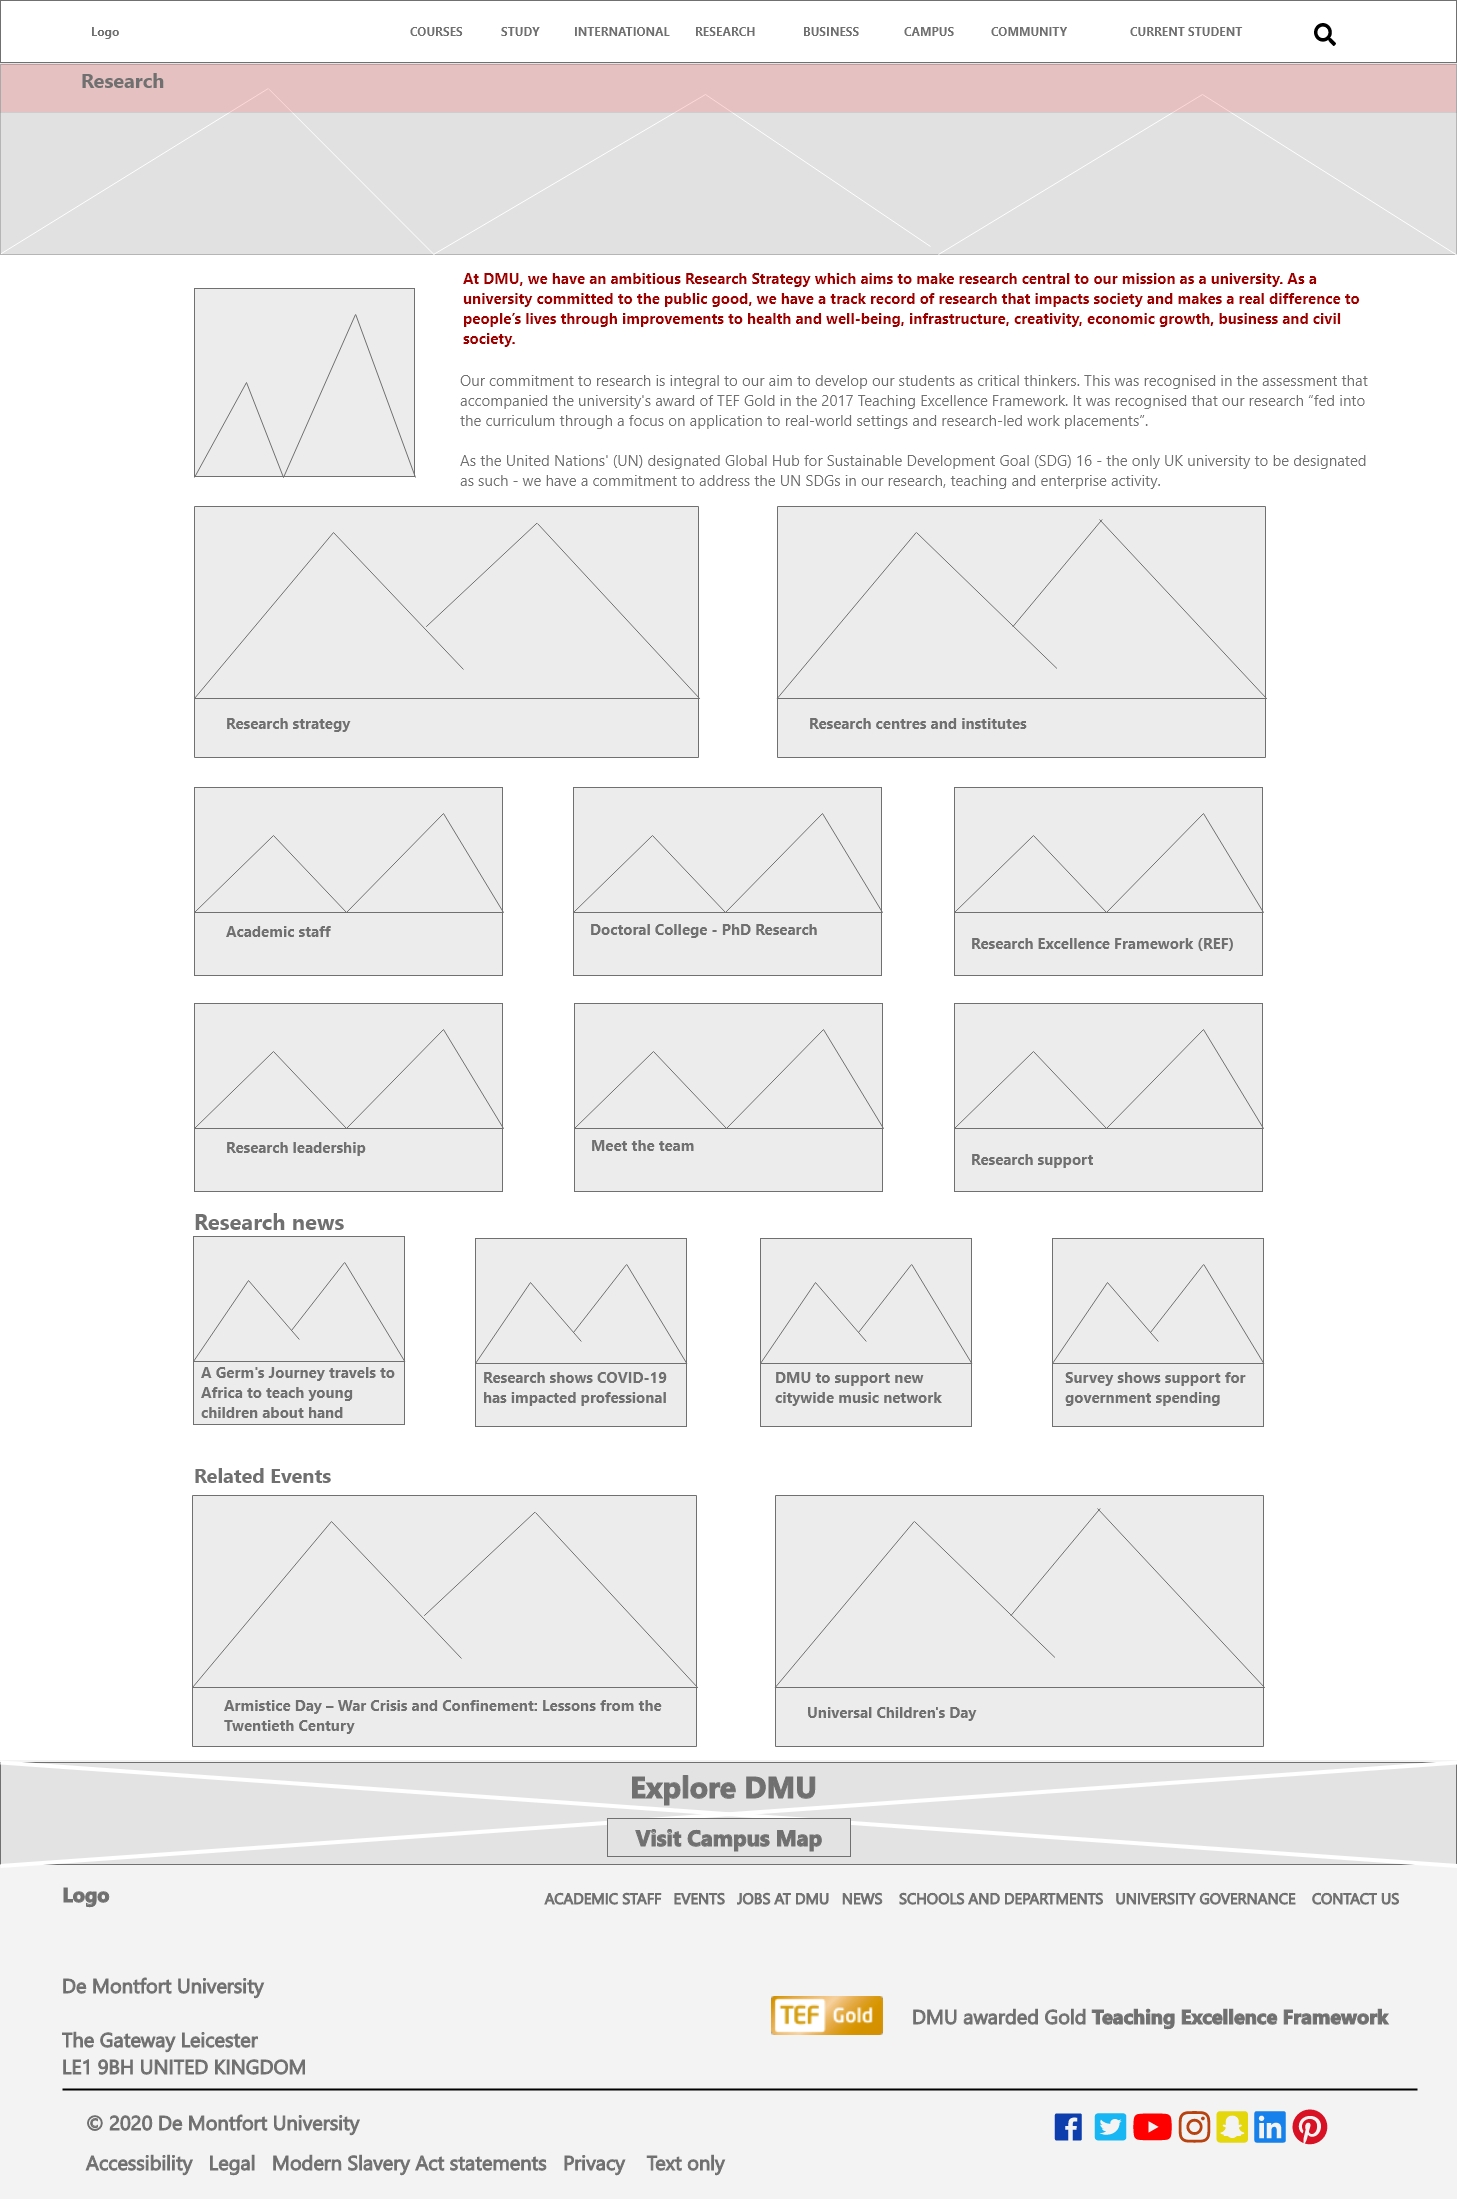 Logo
COURSES
STUDY
INTERNATIONAL
RESEARCH
BUSINESS
CAMPUS
COMMUNITY
CURRENT STUDENT
Research
At DMU, we have an ambitious Research Strategy which aims to make research central to our mission as a university. As a
university committed to the public good, we have a track record of research that impacts society and makes a real difference to
people’s lives through improvements to health and well-being, infrastructure, creativity, economic growth, business and civil
society.
Our commitment to research is integral to our aim to develop our students as critical thinkers. This was recognised in the assessment that
accompanied the university's award of TEF Gold in the 2017 Teaching Excellence Framework. It was recognised that our research “fed into
the curriculum through a focus on application to real-world settings and research-led work placements”.
As the United Nations’ (UN) designated Global Hub for Sustainable Development Goal (SDG) 16 - the only UK university to be designated
as such - we have a commitment to address the UN SDGs in our research, teaching and enterprise activity.
Research strategy
Research centres and institutes
Academic staff
Doctoral College - PhD Research
Research Excellence Framework (REF)
Research leadership
Meet the team
Research support
Research news
A Germ's Journey travels to
Africa to teach young
children about hand
Research shows COVID-19
has impacted professional
DMU to support new
citywide music network
Survey shows support for
government spending
Related Events
Armistice Day – War Crisis and Confinement: Lessons from the
Twentieth Century
Universal Children's Day
Explore DMU
Visit Campus Map
Logo
ACADEMIC STAFF
EVENTS
JOBS AT DMU
NEWS
SCHOOLS AND DEPARTMENTS
UNIVERSITY GOVERNANCE
CONTACT US
De Montfort University
The Gateway Leicester
LE1 9BH UNITED KINGDOM
TEF Gold
DMU awarded Gold Teaching Excellence Framework
© 2020 De Montfort University
Accessibility
Legal
Modern Slavery Act statements
Privacy
Text only